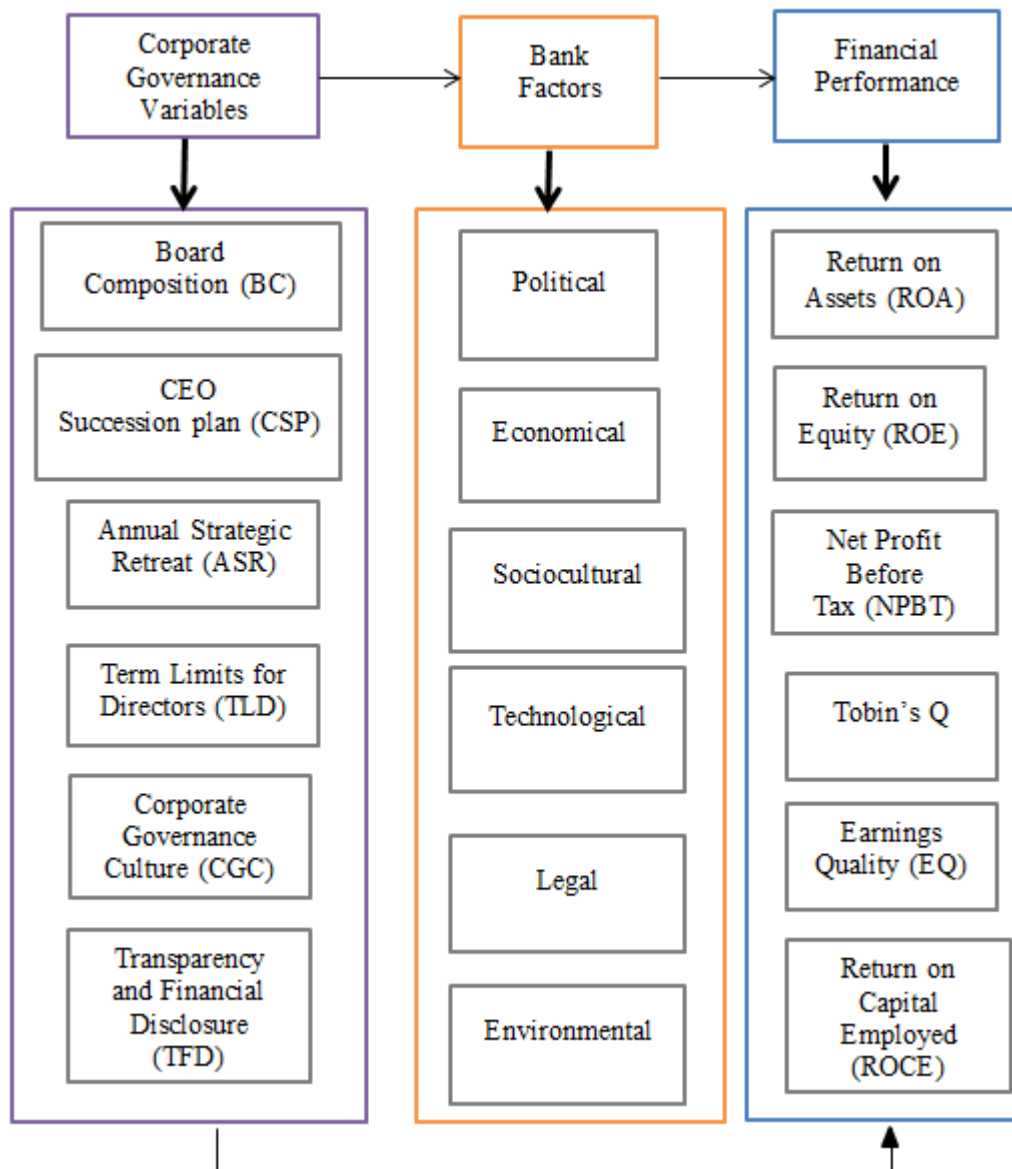 Corporate
Governance
Variables
Bank
Factors
Financial
Performance
Board
Composition (BC)
CEO
Succession plan (CSP)
Annual Strategic
Retreat (ASR)
Term Limits for
Directors (TLD)
Corporate
Governance
Culture (CGC)
Transparency
and Financial
Disclosure
(TFD)
Political
Economical
Sociocultural
Technological
Legal
Environmental
Return on
Assets (ROA)
Return on
Equity (ROE)
Net Profit
Before
Tax (NPBT)
Tobin’s Q
Earnings
Quality (EQ)
Return on
Capital
Employed
(ROCE)